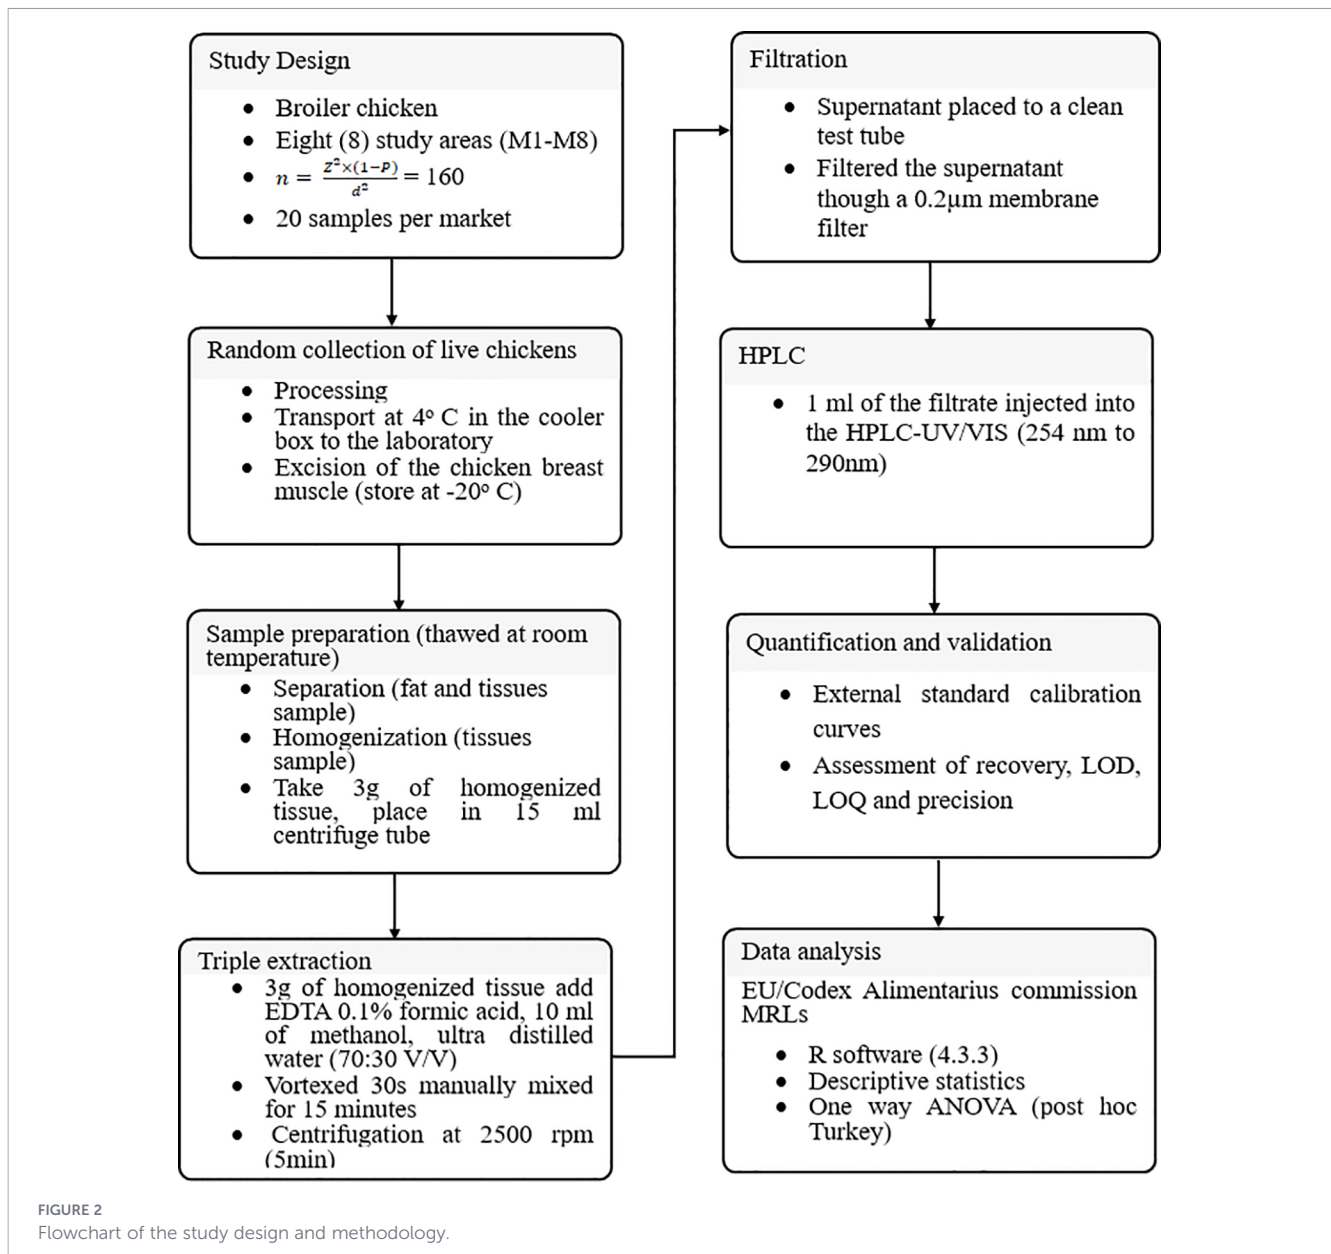 Study Design
• Broiler chicken
• Eight (8) study areas (M1-M8)
• n = Z²×(1−P) / d² = 160
• 20 samples per market
Random collection of live chickens
• Processing
• Transport at 4º C in the cooler
box to the laboratory
• Excision of the chicken breast
muscle (store at -20º C)
Sample preparation (thawed at room
temperature)
• Separation (fat and tissues
sample)
• Homogenization (tissues
sample)
• Take 3g of homogenized
tissue, place in 15 ml
centrifuge tube
Triple extraction
• 3g of homogenized tissue add
EDTA 0.1% formic acid, 10 ml
of methanol, ultra distilled
water (70:30 V/V)
• Vortexed 30s manually mixed
for 15 minutes
• Centrifugation at 2500 rpm
(5min)
Filtration
• Supernatant placed to a clean
test tube
• Filtered the supernatant
though a 0.2µm membrane
filter
HPLC
• 1 ml of the filtrate injected into
the HPLC-UV/VIS (254 nm to
290nm)
Quantification and validation
• External standard calibration
curves
• Assessment of recovery, LOD,
LOQ and precision
Data analysis
EU/Codex Alimentarius commission
MRLs
• R software (4.3.3)
• Descriptive statistics
• One way ANOVA (post hoc
Turkey)
FIGURE 2
Flowchart of the study design and methodology.